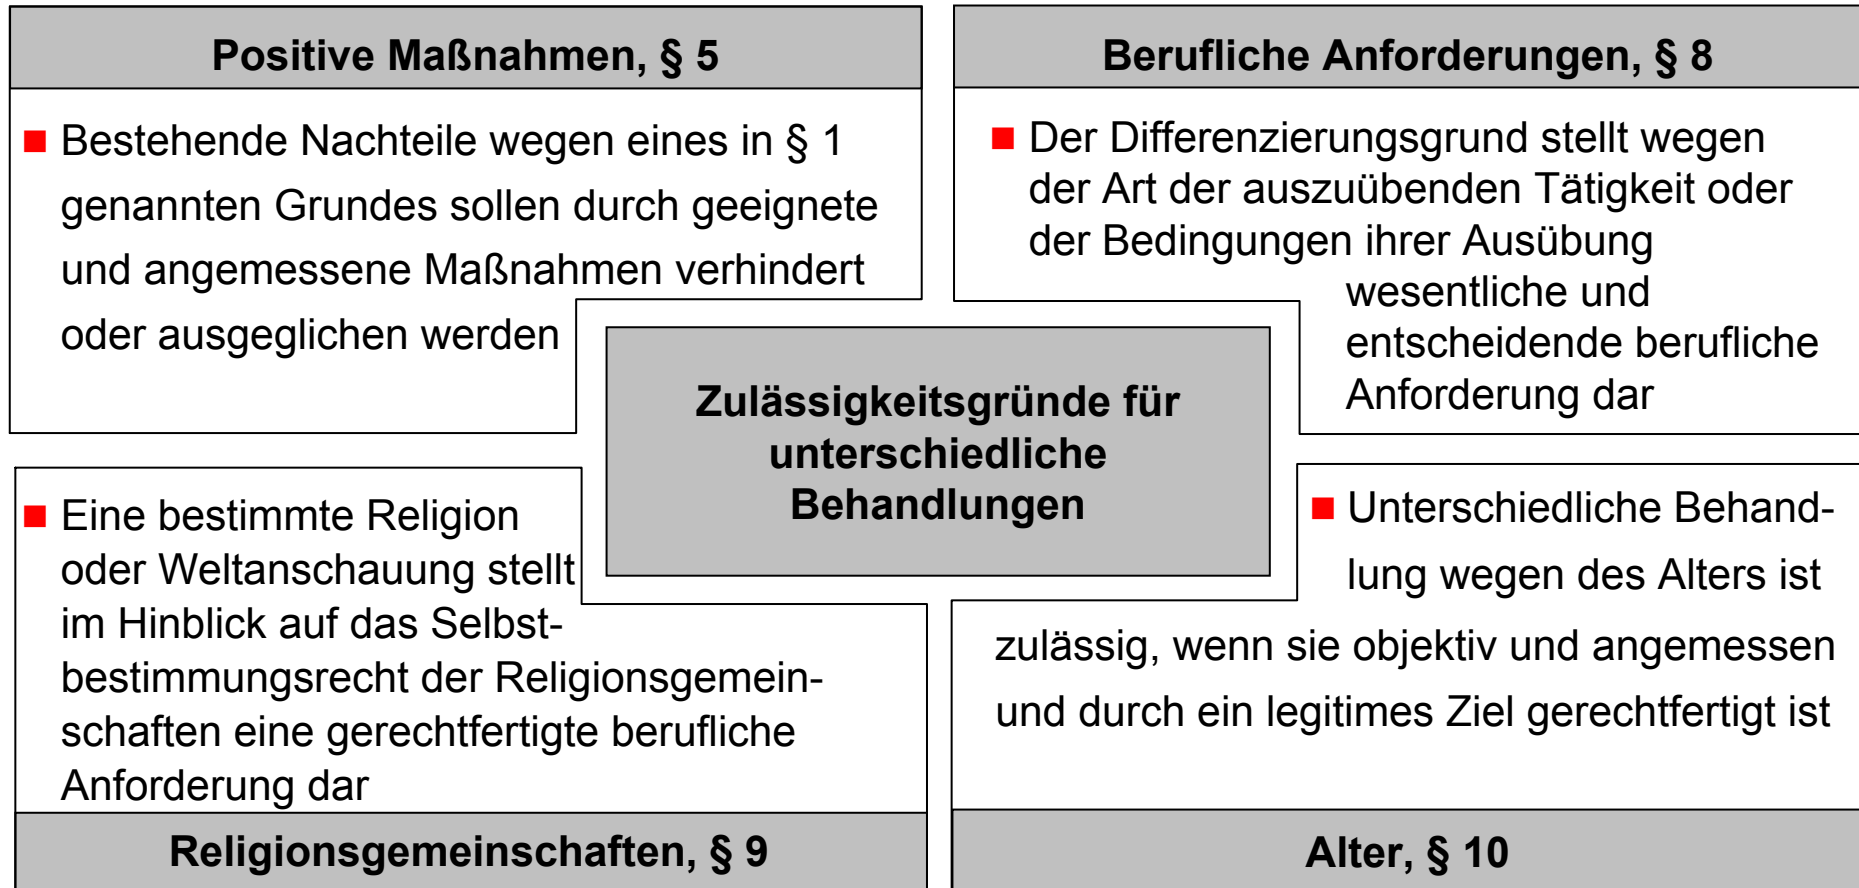 Positive Maßnahmen, § 5
Bestehende Nachteile wegen eines in § 1
genannten Grundes sollen durch geeignete
und angemessene Maßnahmen verhindert
oder ausgeglichen werden
Berufliche Anforderungen, § 8
Der Differenzierungsgrund stellt wegen
der Art der auszuübenden Tätigkeit oder
der Bedingungen ihrer Ausübung
wesentliche und
entscheidende berufliche
Anforderung dar
Zulässigkeitsgründe für
unterschiedliche
Behandlungen
Eine bestimmte Religion
oder Weltanschauung stellt
im Hinblick auf das Selbst-
bestimmungsrecht der Religionsgemein-
schaften eine gerechtfertigte berufliche
Anforderung dar
Religionsgemeinschaften, § 9
Unterschiedliche Behand-
lung wegen des Alters ist
zulässig, wenn sie objektiv und angemessen
und durch ein legitimes Ziel gerechtfertigt ist
Alter, § 10